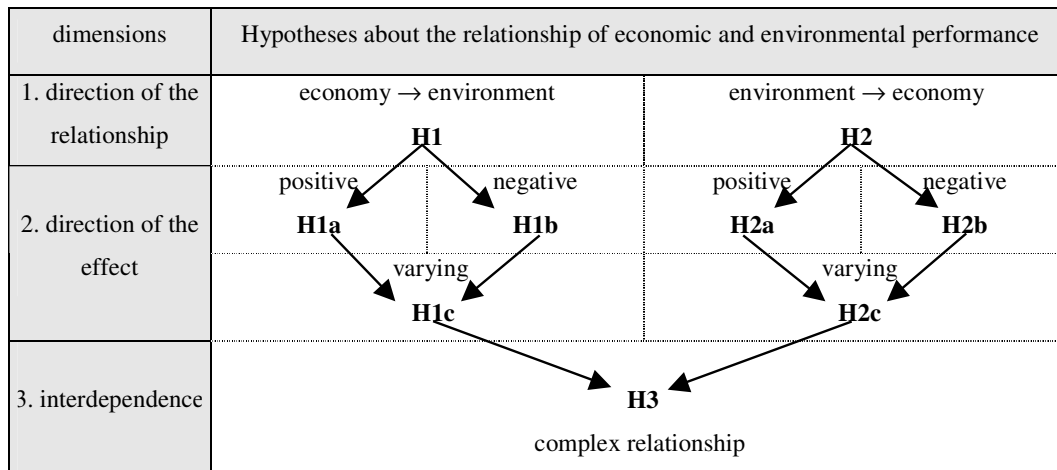 dimensions
Hypotheses about the relationship of economic and environmental performance
1. direction of the
relationship
economy → environment
H1
environment → economy
H2
2. direction of the
effect
positive
negative
H1a
H1b
varying
H1c
positive
negative
H2a
H2b
varying
H2c
3. interdependence
H3
complex relationship